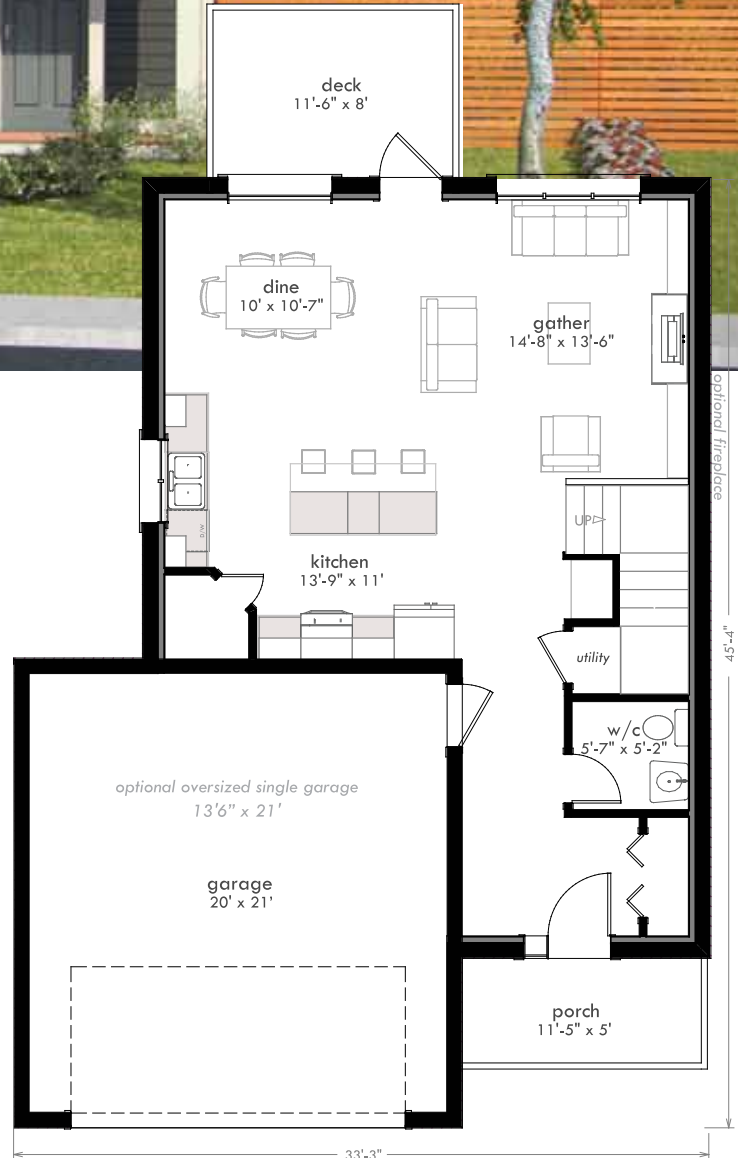 deck
11'-6" x 8'
dine
10' x 10'-7"
gather
14'-8" x 13'-6"
optional fireplace
D/W
UP
kitchen
13'-9" x 11'
utility
45'-4"
w/c
5'-7" x 5'-2"
optional oversized single garage
13'6” x 21'
garage
20' x 21'
porch
11'-5" x 5'
33'-3"